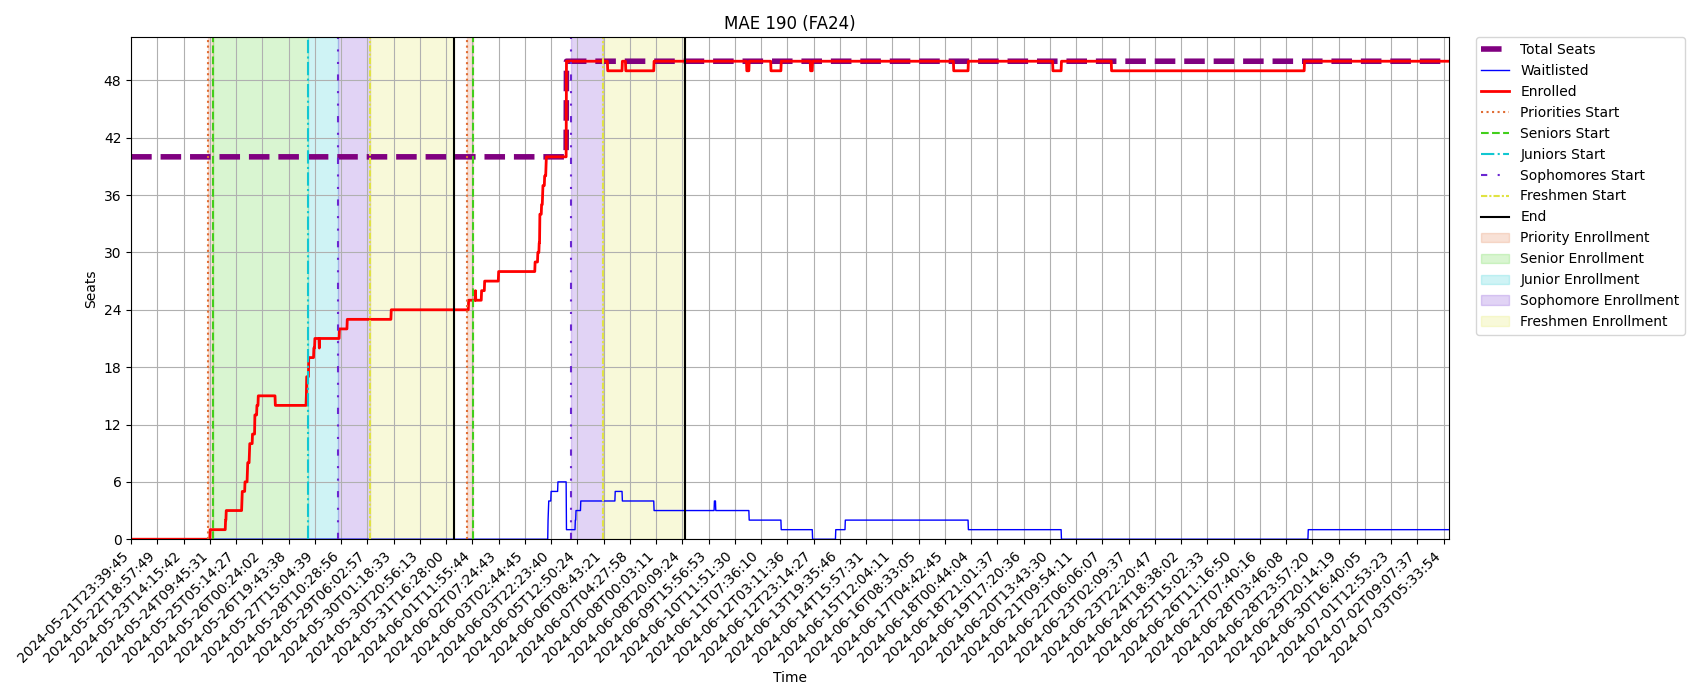 MAE 190 (FA24)
Total Seats
Waitlisted
Enrolled
Priorities Start
Seniors Start
Juniors Start
Sophomores Start
Freshmen Start
End
Priority Enrollment
Senior Enrollment
Junior Enrollment
Sophomore Enrollment
Freshmen Enrollment
Seats
48
42
36
30
24
18
12
6
0
2024-05-21T23:39:45
2024-05-22T18:57:49
2024-05-23T14:15:42
2024-05-24T09:45:31
2024-05-25T05:14:27
2024-05-26T00:24:02
2024-05-26T19:43:38
2024-05-27T15:04:39
2024-05-28T10:28:56
2024-05-29T06:02:57
2024-05-30T01:18:33
2024-05-30T20:56:13
2024-05-31T16:28:00
2024-06-01T11:55:44
2024-06-02T07:24:43
2024-06-03T02:44:45
2024-06-03T22:23:40
2024-06-05T12:50:24
2024-06-06T08:43:21
2024-06-07T04:27:58
2024-06-08T00:03:11
2024-06-08T20:09:24
2024-06-09T15:56:53
2024-06-10T11:51:30
2024-06-11T07:36:10
2024-06-12T03:11:36
2024-06-12T23:14:27
2024-06-13T19:35:46
2024-06-14T15:57:31
2024-06-15T12:04:11
2024-06-16T08:33:05
2024-06-17T04:42:45
2024-06-18T00:44:04
2024-06-18T21:01:37
2024-06-19T17:20:36
2024-06-20T13:43:30
2024-06-21T09:54:11
2024-06-22T06:06:07
2024-06-23T02:09:37
2024-06-23T22:20:47
2024-06-24T18:38:02
2024-06-25T15:02:33
2024-06-26T11:16:50
2024-06-27T07:40:16
2024-06-28T03:46:08
2024-06-28T23:57:20
2024-06-29T20:14:19
2024-06-30T16:40:05
2024-07-01T12:53:23
2024-07-02T09:07:37
2024-07-03T05:33:54
Time